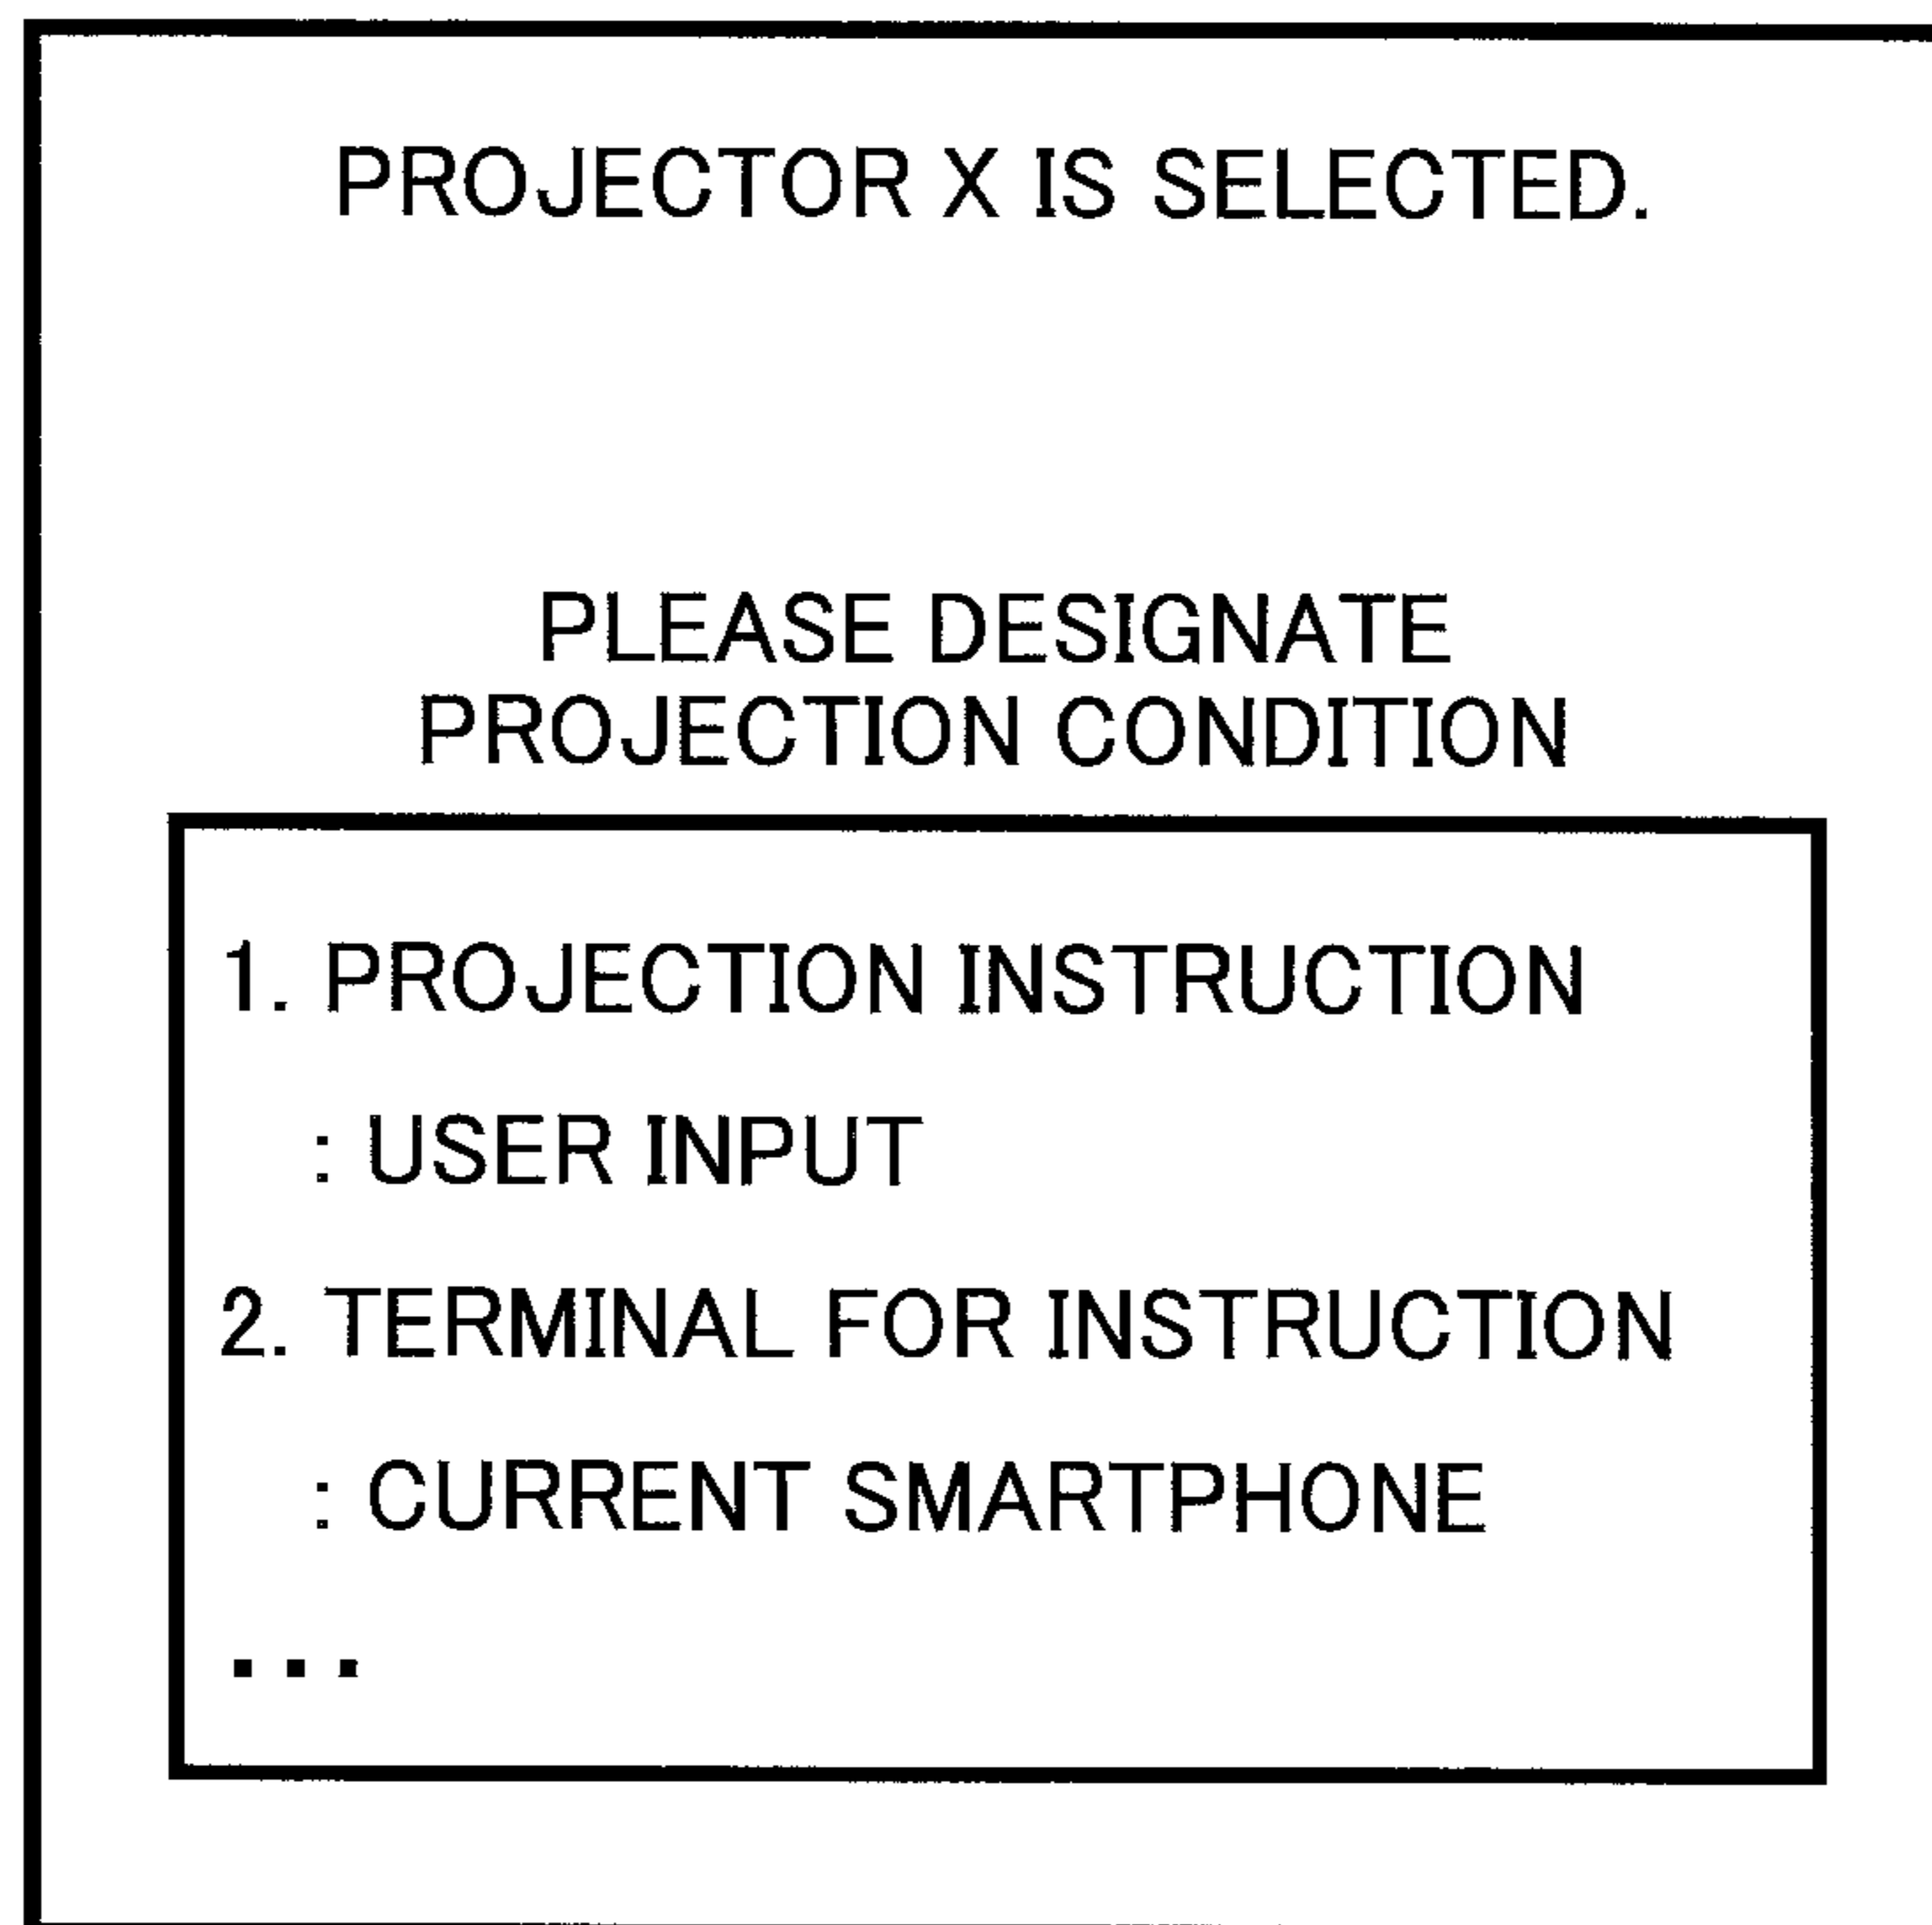 PROJECTOR X IS SELECTED.
PLEASE DESIGNATE
PROJECTION CONDITION
1. PROJECTION INSTRUCTION
: USER INPUT
2. TERMINAL FOR INSTRUCTION
: CURRENT SMARTPHONE
...